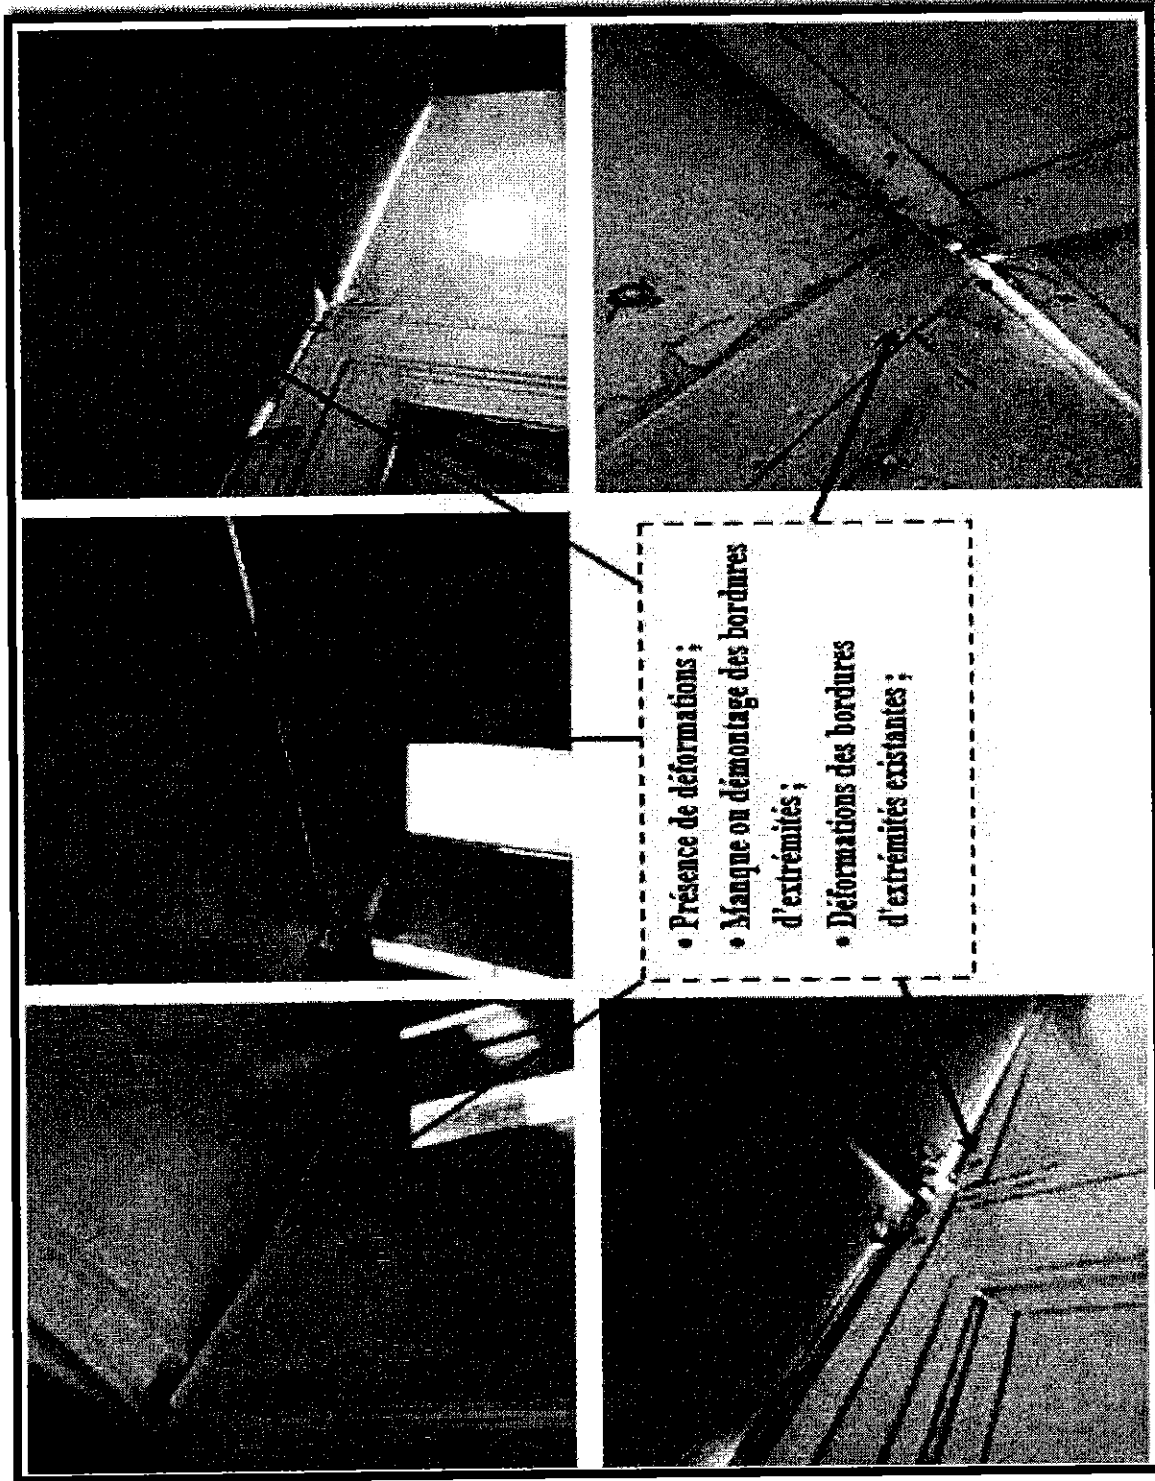 • Présence de déformations ;
• Manque ou démontage des bordures
d'extrémités ;
• Déformations des bordures
d'extrémités existantes ;